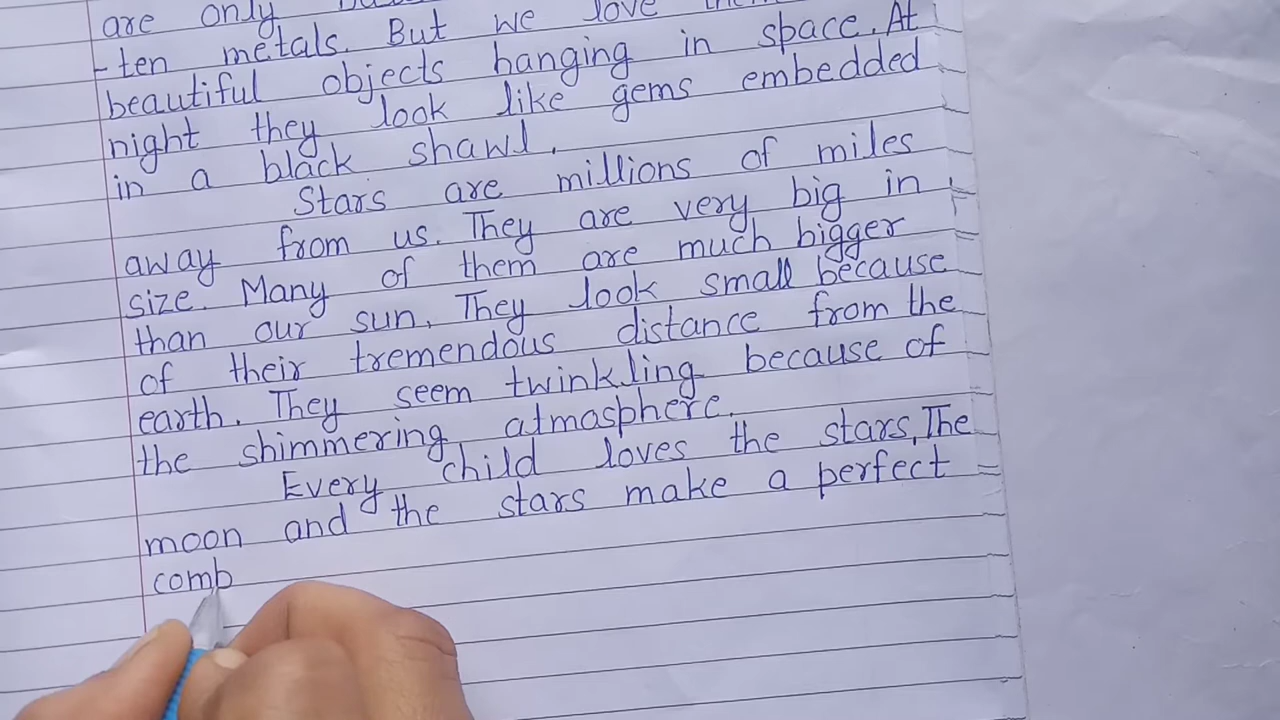 are only
-ten metals. But we love
beautiful objects hanging in space. At
night they look like gems embedded
in a black shawl.
Stars are millions of miles
away from us. They are very big in
size. Many of them are much bigger
than our sun. They look small because
of their tremendous distance from the
earth. They seem twinkling because of
the shimmering atmasphere.
Every child loves the stars. The
moon and the stars make a perfect
comb